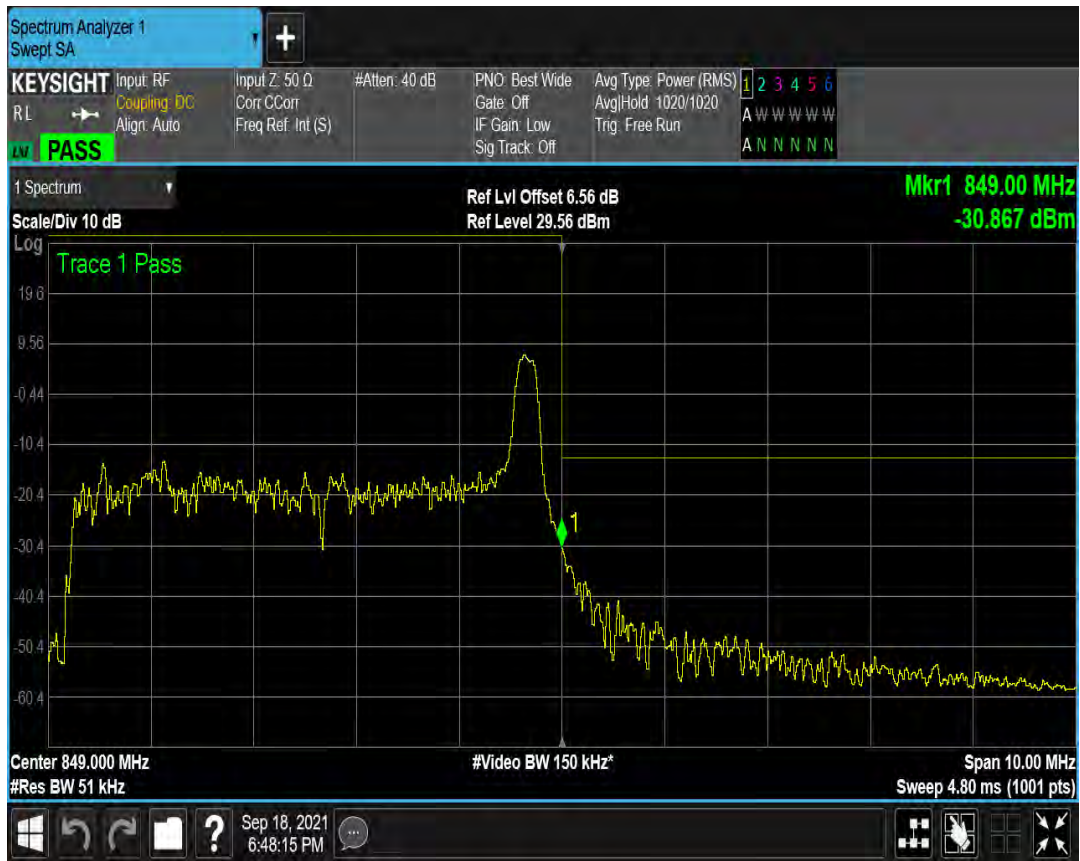 Spectrum Analyzer 1
Swept SA
+
KEYSIGHT Input: RF Input Z: 50 Ω #Atten: 40 dB PNO: Best Wide Avg Type: Power (RMS) 1 2 3 4 5 6
RL Coupling: DC Corr CCorr Gate: Off Avg|Hold: 1020/1020 A W W W W W
Align: Auto Freq Ref: Int (S) IF Gain: Low Trig: Free Run
Sig Track: Off A N N N N N
PASS
1 Spectrum
Scale/Div 10 dB
Ref Lvl Offset 6.56 dB
Ref Level 29.56 dBm
Mkr1 849.00 MHz
-30.867 dBm
Log
Trace 1 Pass
19.6
9.56
-0.44
-10.4
-20.4
1
-30.4
-40.4
-50.4
-60.4
Center 849.000 MHz #Video BW 150 kHz* Span 10.00 MHz
#Res BW 51 kHz Sweep 4.80 ms (1001 pts)
? Sep 18, 2021
6:48:15 PM